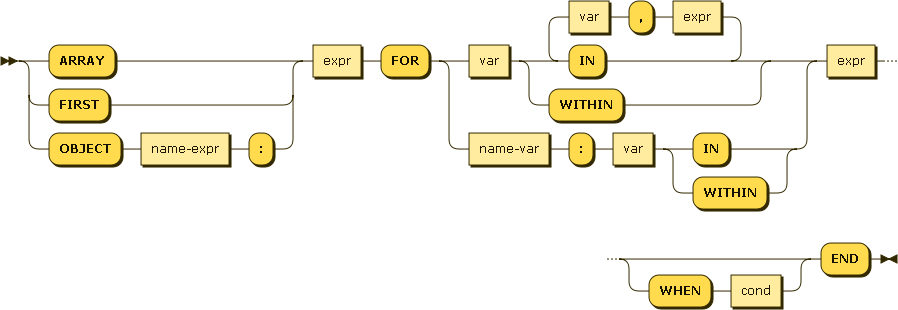 var , expr
ARRAY expr FOR var IN expr
FIRST WITHIN
OBJECT name-expr : name-var : var IN
WITHIN
WHEN cond END